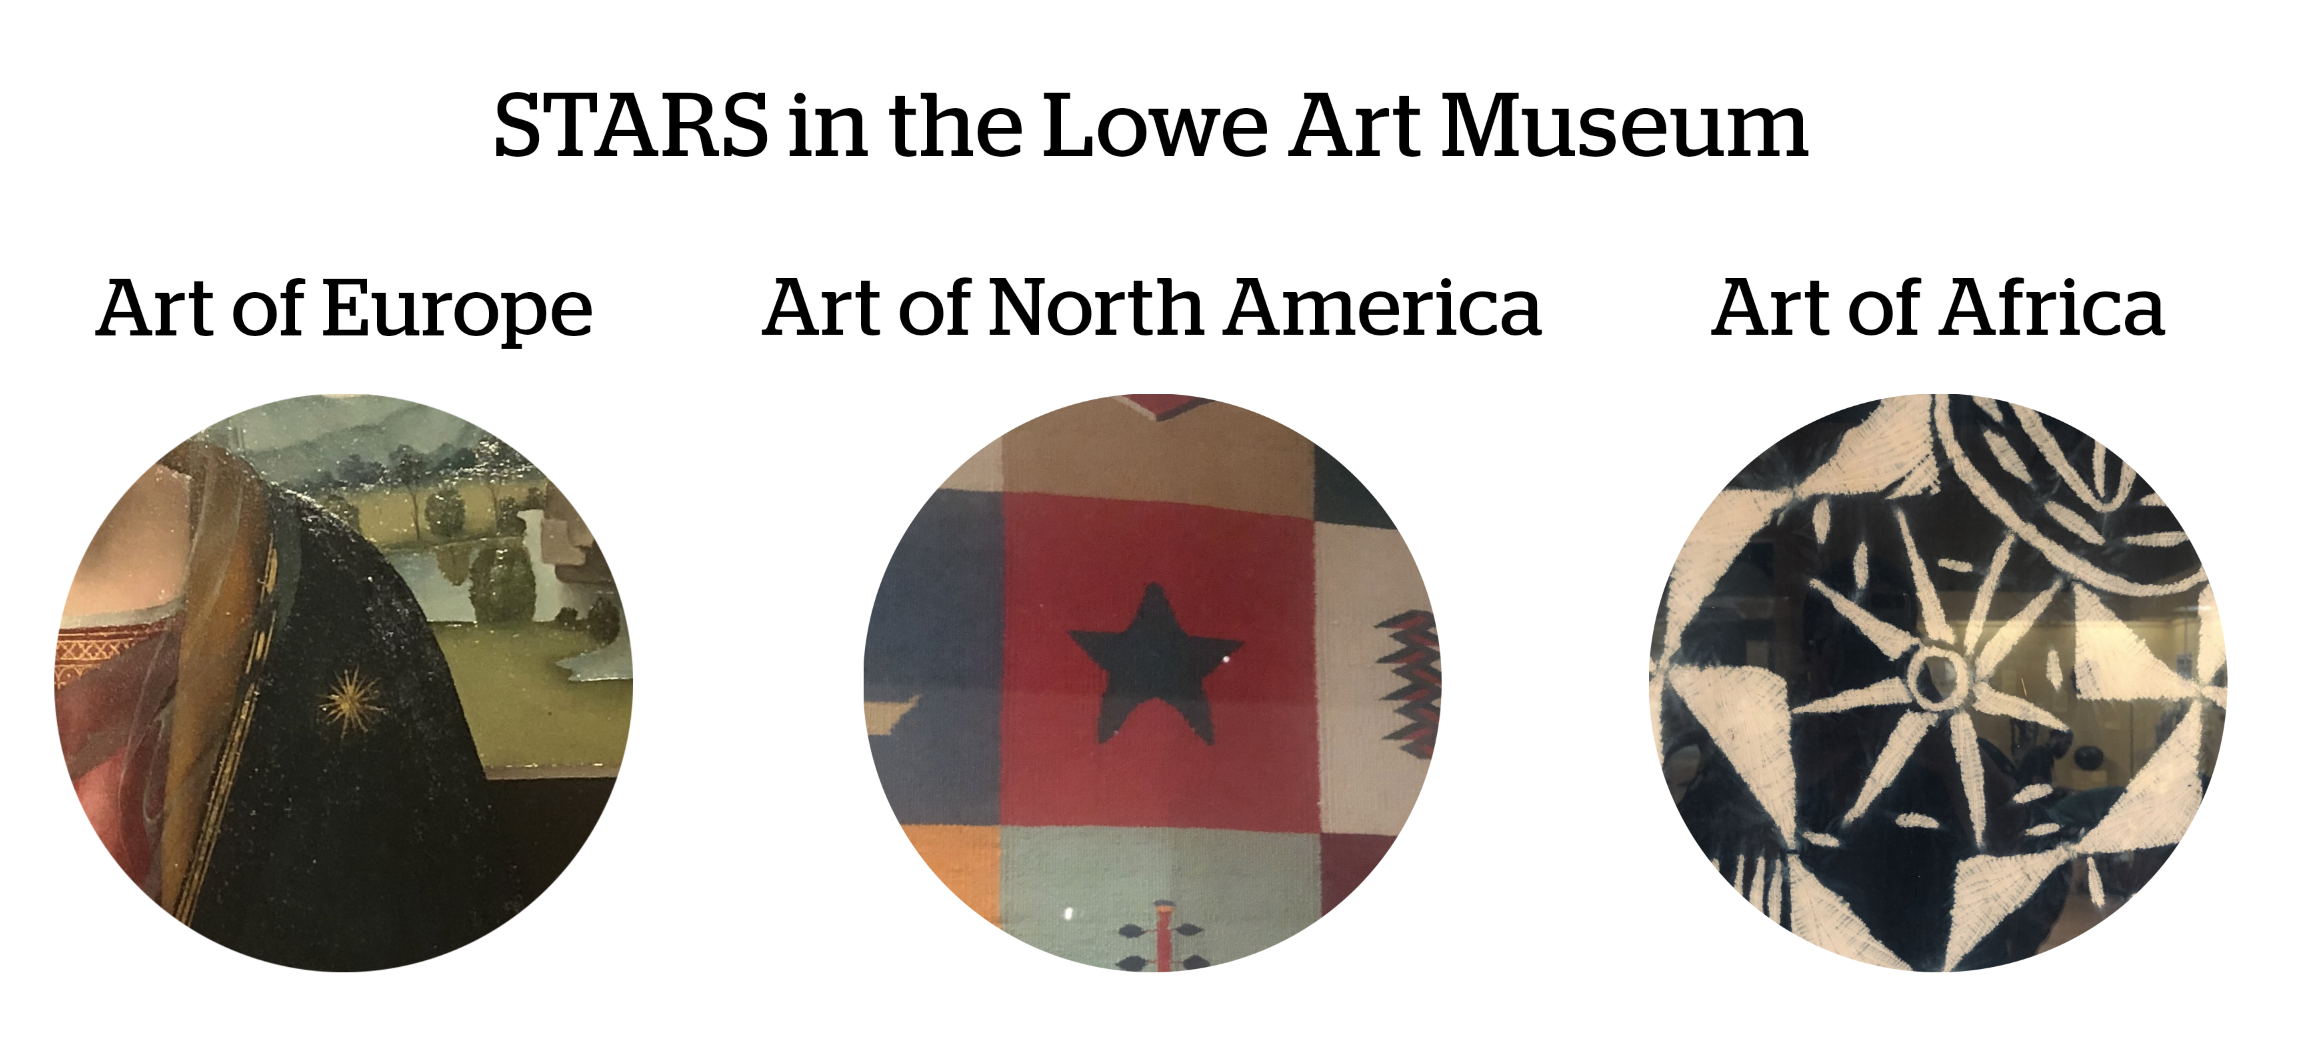 STARS in the Lowe Art Museum
Art of Europe
Art of North America
Art of Africa